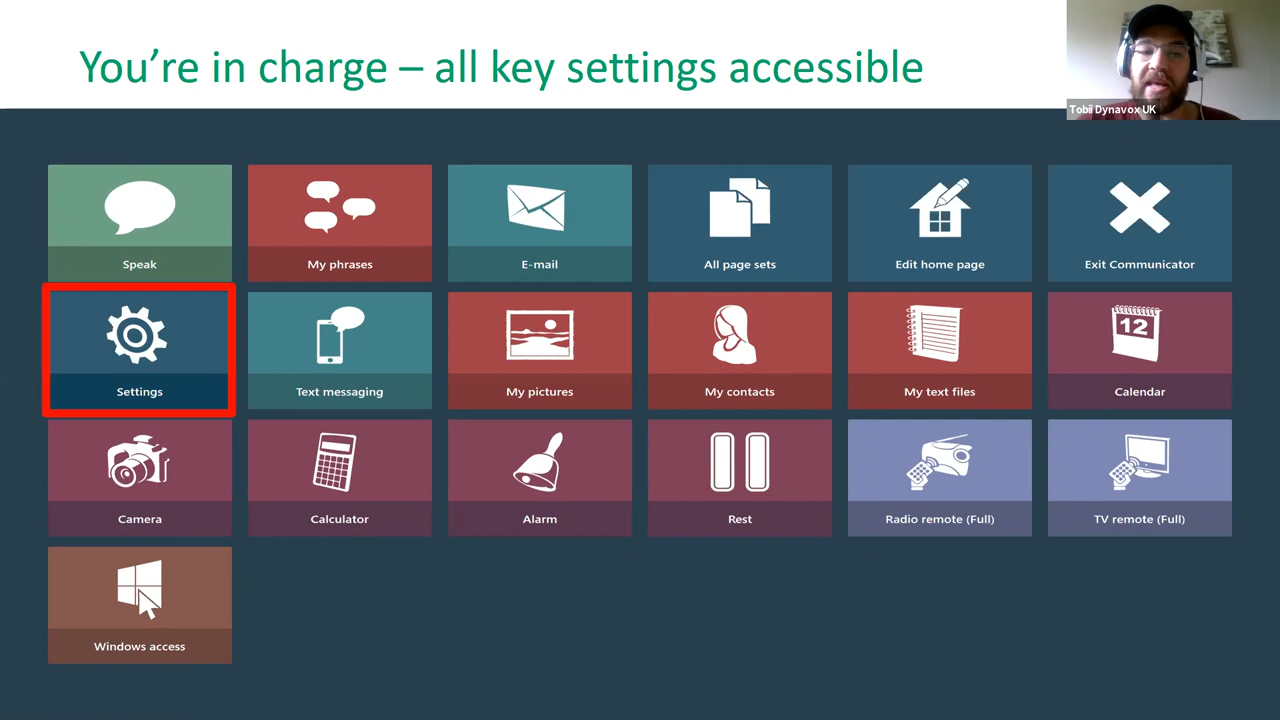 You're in charge – all key settings accessible
Tobii Dynavox UK
Speak
My phrases
E-mail
All page sets
Edit home page
Exit Communicator
Settings
Text messaging
My pictures
My contacts
My text files
12
Calendar
Camera
Calculator
Alarm
Rest
Radio remote (Full)
TV remote (Full)
Windows access